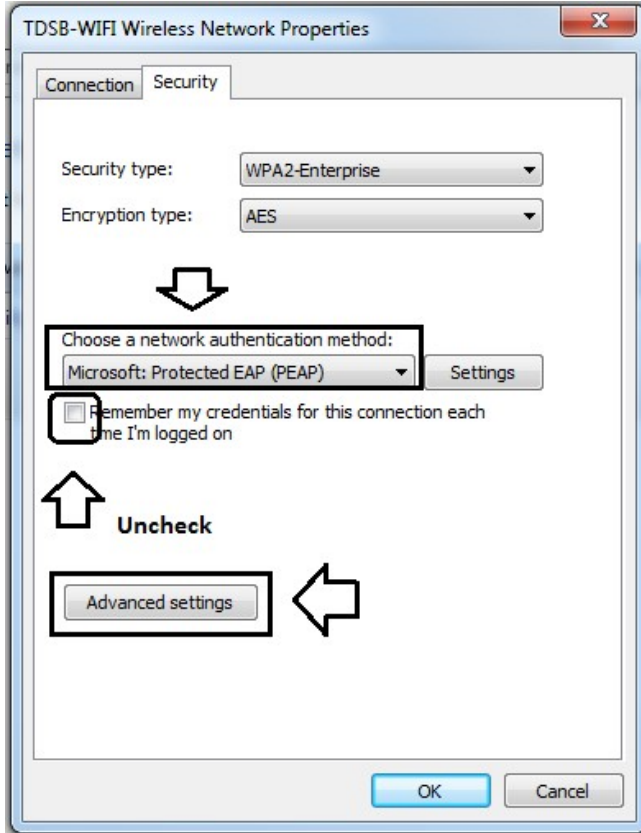 TDSB-WIFI Wireless Network Properties
Connection Security
Security type: WPA2-Enterprise
Encryption type: AES
Choose a network authentication method:
Microsoft: Protected EAP (PEAP) Settings
Remember my credentials for this connection each
time I'm logged on
Uncheck
Advanced settings
OK Cancel